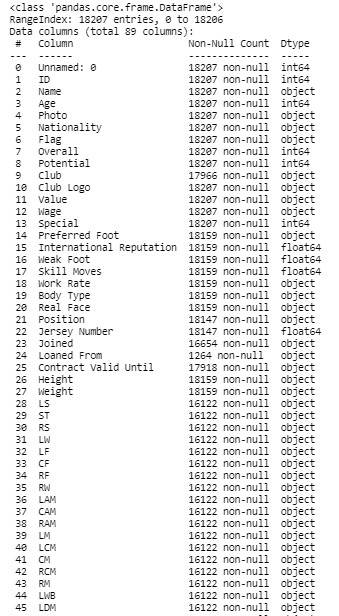 <class 'pandas.core.frame.DataFrame'>
RangeIndex: 18207 entries, 0 to 18206
Data columns (total 89 columns):
 #   Column                    Non-Null Count  Dtype
---  ------                    --------------  -----
 0   Unnamed: 0                18207 non-null  int64
 1   ID                        18207 non-null  int64
 2   Name                      18207 non-null  object
 3   Age                       18207 non-null  int64
 4   Photo                     18207 non-null  object
 5   Nationality               18207 non-null  object
 6   Flag                      18207 non-null  object
 7   Overall                   18207 non-null  int64
 8   Potential                 18207 non-null  int64
 9   Club                      17966 non-null  object
 10  Club Logo                 18207 non-null  object
 11  Value                     18207 non-null  object
 12  Wage                      18207 non-null  object
 13  Special                   18207 non-null  int64
 14  Preferred Foot            18159 non-null  object
 15  International Reputation  18159 non-null  float64
 16  Weak Foot                 18159 non-null  float64
 17  Skill Moves               18159 non-null  float64
 18  Work Rate                 18159 non-null  object
 19  Body Type                 18159 non-null  object
 20  Real Face                 18159 non-null  object
 21  Position                  18147 non-null  object
 22  Jersey Number             18147 non-null  float64
 23  Joined                    16654 non-null  object
 24  Loaned From               1264 non-null   object
 25  Contract Valid Until      17918 non-null  object
 26  Height                    18159 non-null  object
 27  Weight                    18159 non-null  object
 28  LS                        16122 non-null  object
 29  ST                        16122 non-null  object
 30  RS                        16122 non-null  object
 31  LW                        16122 non-null  object
 32  LF                        16122 non-null  object
 33  CF                        16122 non-null  object
 34  RF                        16122 non-null  object
 35  RW                        16122 non-null  object
 36  LAM                       16122 non-null  object
 37  CAM                       16122 non-null  object
 38  RAM                       16122 non-null  object
 39  LM                        16122 non-null  object
 40  LCM                       16122 non-null  object
 41  CM                        16122 non-null  object
 42  RCM                       16122 non-null  object
 43  RM                        16122 non-null  object
 44  LWB                       16122 non-null  object
 45  LDM                       16122 non-null  object